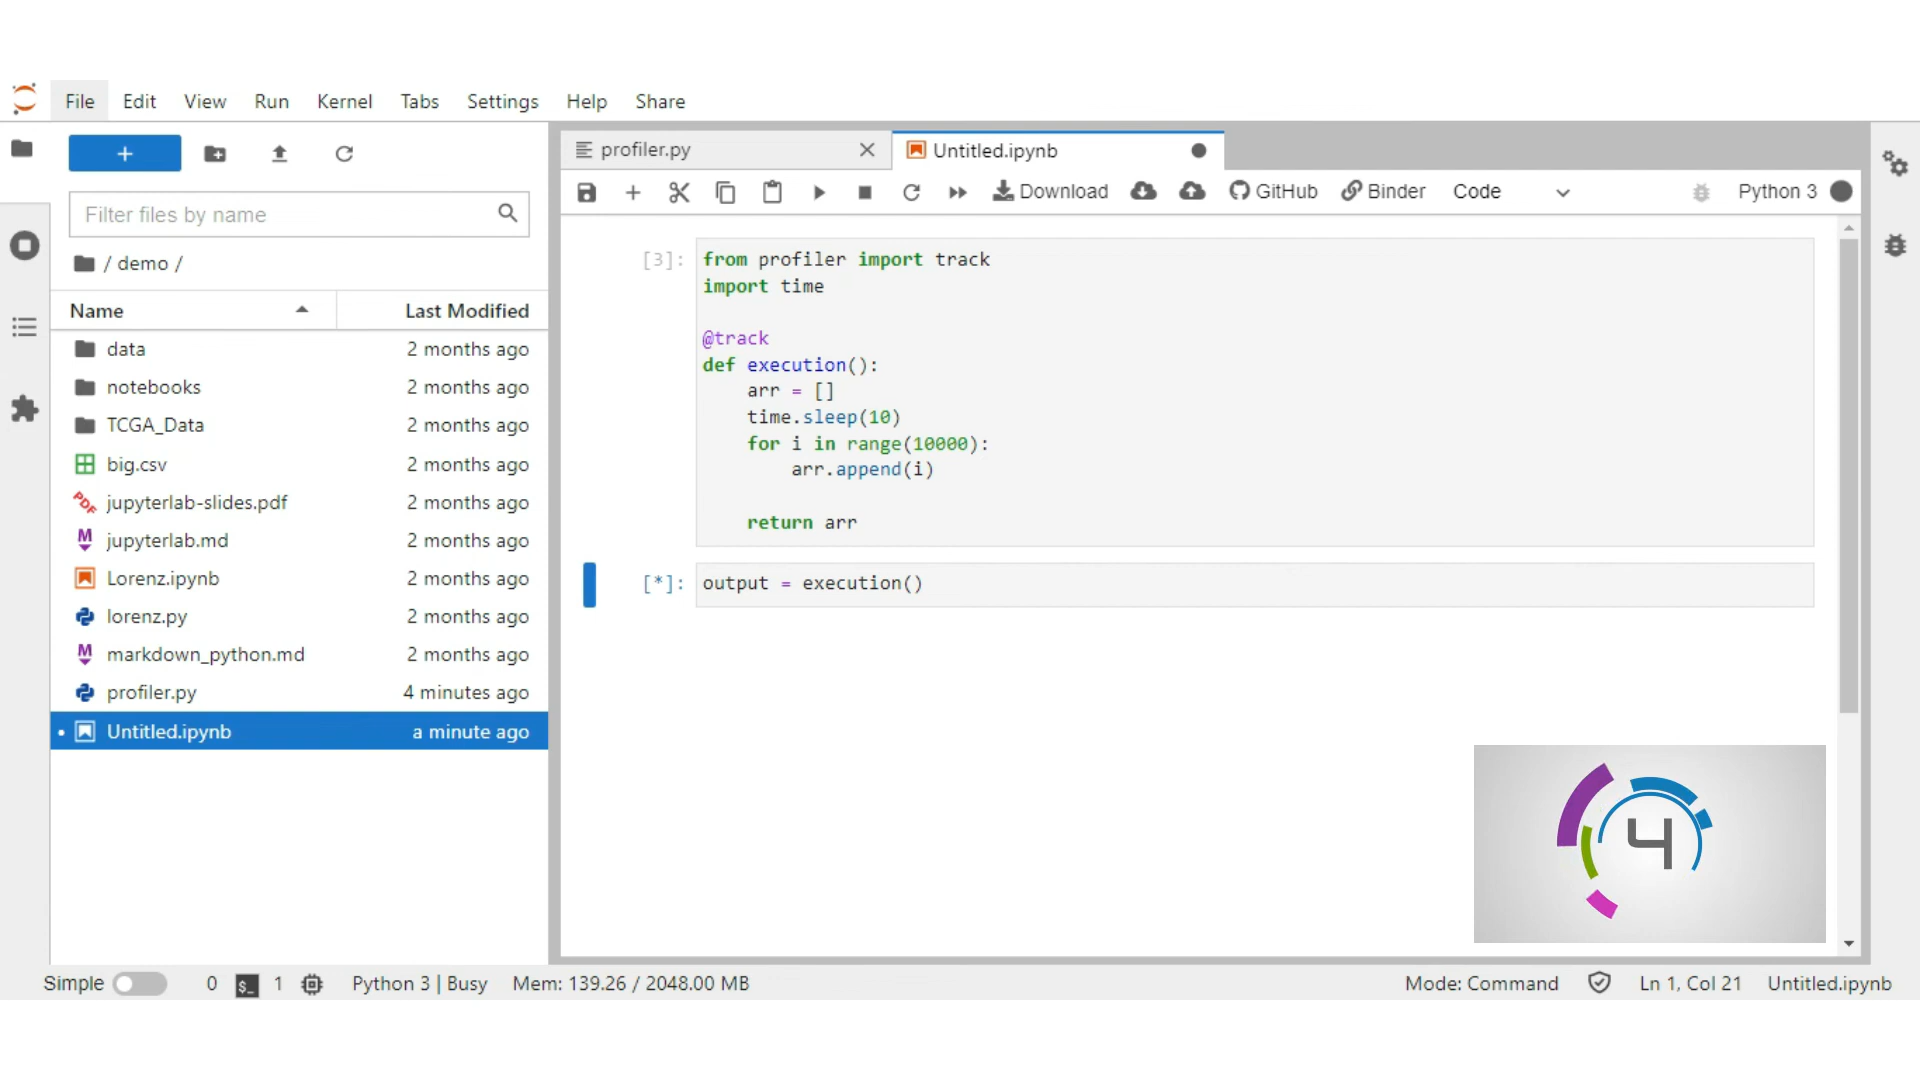 File Edit View Run Kernel Tabs Settings Help Share
+
Filter files by name
/ demo /
Name Last Modified
data 2 months ago
notebooks 2 months ago
TCGA_Data 2 months ago
big.csv 2 months ago
jupyterlab-slides.pdf 2 months ago
jupyterlab.md 2 months ago
Lorenz.ipynb 2 months ago
lorenz.py 2 months ago
markdown_python.md 2 months ago
profiler.py 4 minutes ago
Untitled.ipynb a minute ago
profiler.py Untitled.ipynb
Download GitHub Binder Code Python 3
[3]: from profiler import track
import time
@track
def execution():
    arr = []
    time.sleep(10)
    for i in range(10000):
        arr.append(i)
    return arr
[*]: output = execution()
4
Simple 0 $_ 1 Python 3 | Busy Mem: 139.26 / 2048.00 MB Mode: Command Ln 1, Col 21 Untitled.ipynb